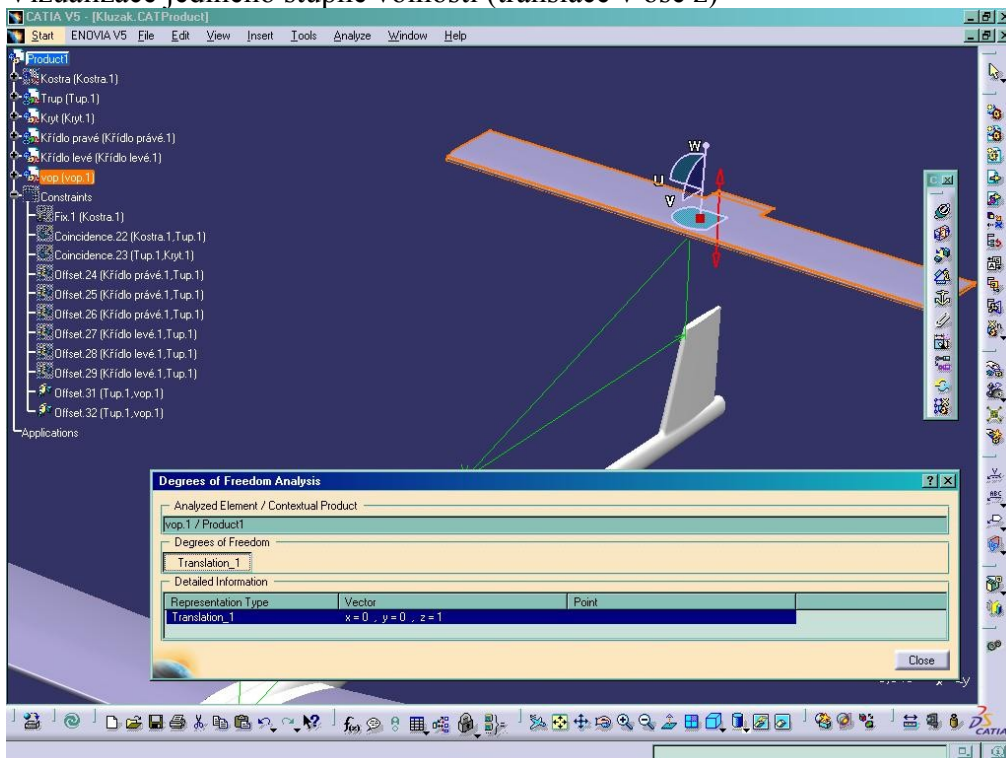 Vizualizace jediného stupně volnosti (translace v ose z)
CATIA V5 - [Kluzak.CATProduct]
Start ENOVIA V5 File Edit View Insert Tools Analyze Window Help
Product1
Kostra (Kostra.1)
Trup (Tup.1)
Kryt (Kryt.1)
Křídlo pravé (Křídlo právé.1)
Křídlo levé (Křídlo levé.1)
vop (vop.1)
Constraints
Fix.1 (Kostra.1)
Coincidence.22 (Kostra.1,Tup.1)
Coincidence.23 (Tup.1,Kryt.1)
Offset.24 (Křídlo právé.1,Tup.1)
Offset.25 (Křídlo právé.1,Tup.1)
Offset.26 (Křídlo právé.1,Tup.1)
Offset.27 (Křídlo levé.1,Tup.1)
Offset.28 (Křídlo levé.1,Tup.1)
Offset.29 (Křídlo levé.1,Tup.1)
Offset.31 (Tup.1,vop.1)
Offset.32 (Tup.1,vop.1)
Applications
W
U
V
C
Degrees of Freedom Analysis
Analyzed Element / Contextual Product
vop.1 / Product1
Degrees of Freedom
Translation_1
Detailed Information
Representation Type Vector Point
Translation_1 x = 0 , y = 0 , z = 1
Close
f(x)
CATIA